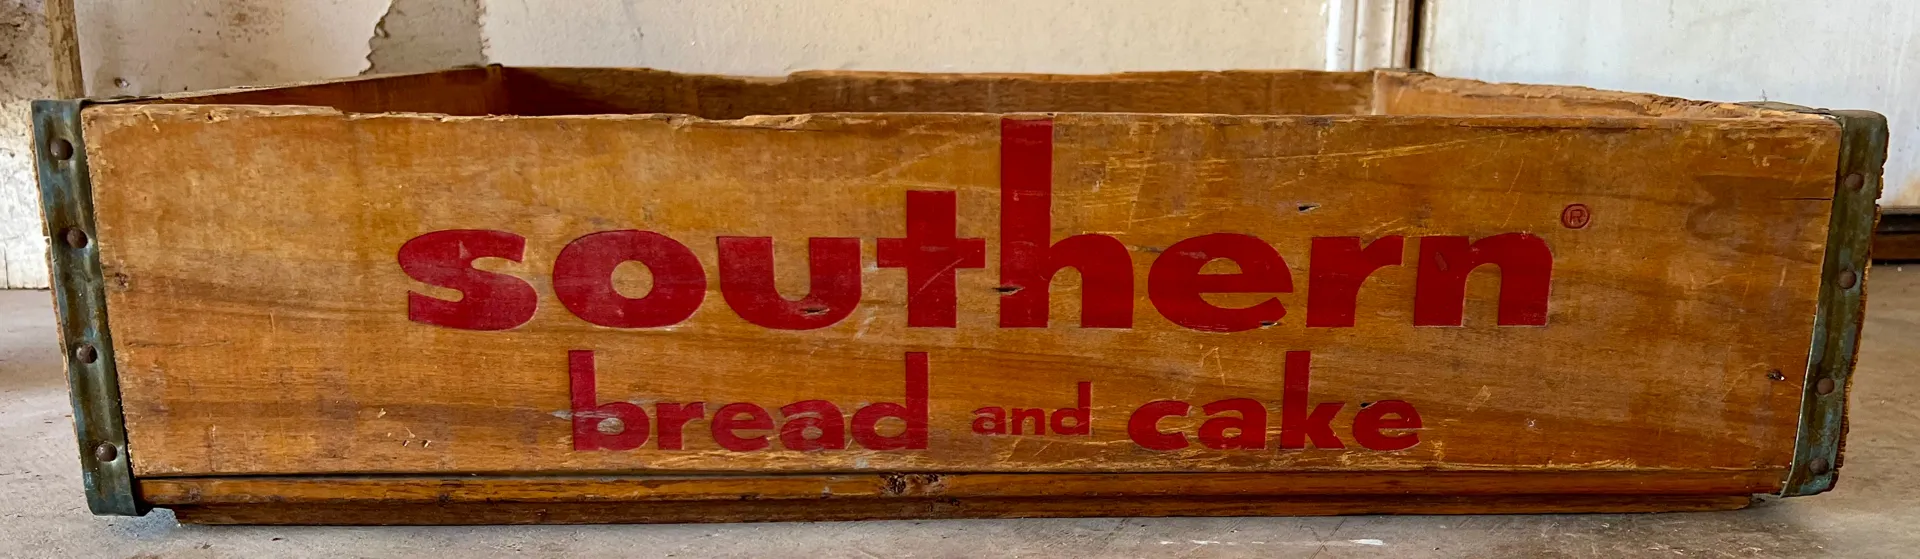 southern®
bread and cake